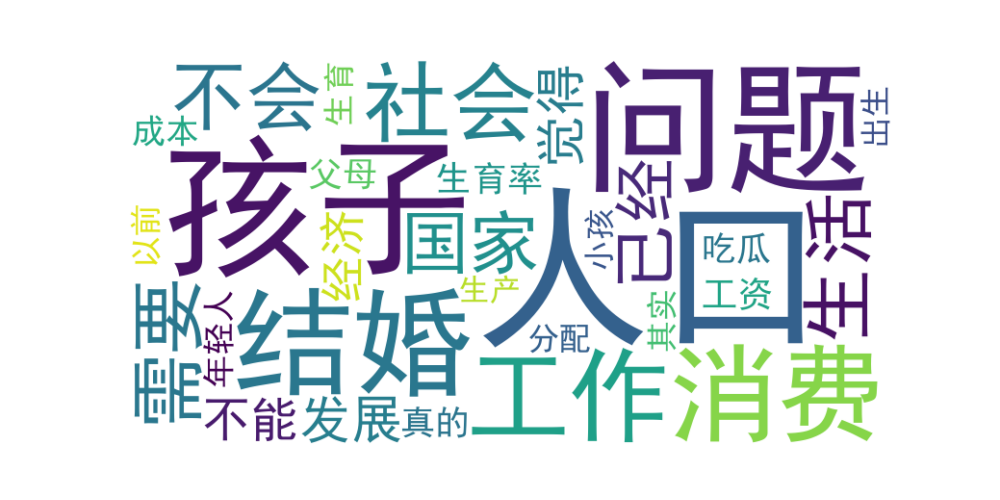 不会
社会
生育
觉得
问题
出生
成本
孩子
父母
生育率
已经
以前
经济
国家
人口
小孩
吃瓜
生活
需要
年轻人
结婚
生产
分配
其实
工资
不能
发展
真的
工作
消费